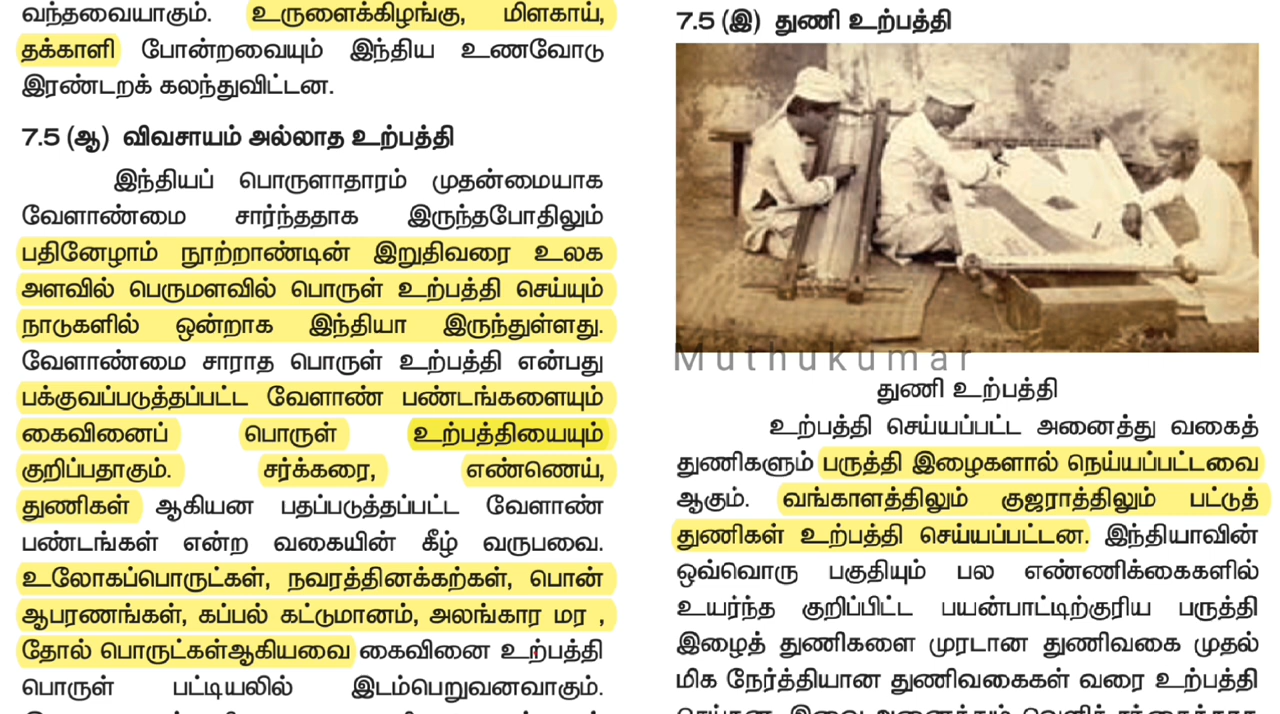 வந்தவையாகும். உருளைக்கிழங்கு, மிளகாய்,
தக்காளி போன்றவையும் இந்திய உணவோடு
இரண்டறக் கலந்துவிட்டன.
7.5 (ஆ) விவசாயம் அல்லாத உற்பத்தி
இந்தியப் பொருளாதாரம் முதன்மையாக
வேளாண்மை சார்ந்ததாக இருந்தபோதிலும்
பதினேழாம் நூற்றாண்டின் இறுதிவரை உலக
அளவில் பெருமளவில் பொருள் உற்பத்தி செய்யும்
நாடுகளில் ஒன்றாக இந்தியா இருந்துள்ளது.
வேளாண்மை சாராத பொருள் உற்பத்தி என்பது
பக்குவப்படுத்தப்பட்ட வேளாண் பண்டங்களையும்
கைவினைப் பொருள் உற்பத்தியையும்
குறிப்பதாகும். சர்க்கரை, எண்ணெய்,
துணிகள் ஆகியன பதப்படுத்தப்பட்ட வேளாண்
பண்டங்கள் என்ற வகையின் கீழ் வருபவை.
உலோகப்பொருட்கள், நவரத்தினக்கற்கள், பொன்
ஆபரணங்கள், கப்பல் கட்டுமானம், அலங்கார மர ,
தோல் பொருட்கள்ஆகியவை கைவினை உற்பத்தி
பொருள் பட்டியலில் இடம்பெறுவனவாகும்.
7.5 (இ) துணி உற்பத்தி
Muthukumar
துணி உற்பத்தி
உற்பத்தி செய்யப்பட்ட அனைத்து வகைத்
துணிகளும் பருத்தி இழைகளால் நெய்யப்பட்டவை
ஆகும். வங்காளத்திலும் குஜராத்திலும் பட்டுத்
துணிகள் உற்பத்தி செய்யப்பட்டன. இந்தியாவின்
ஒவ்வொரு பகுதியும் பல எண்ணிக்கைகளில்
உயர்ந்த குறிப்பிட்ட பயன்பாட்டிற்குரிய பருத்தி
இழைத் துணிகளை முரடான துணிவகை முதல்
மிக நேர்த்தியான துணிவகைகள் வரை உற்பத்தி